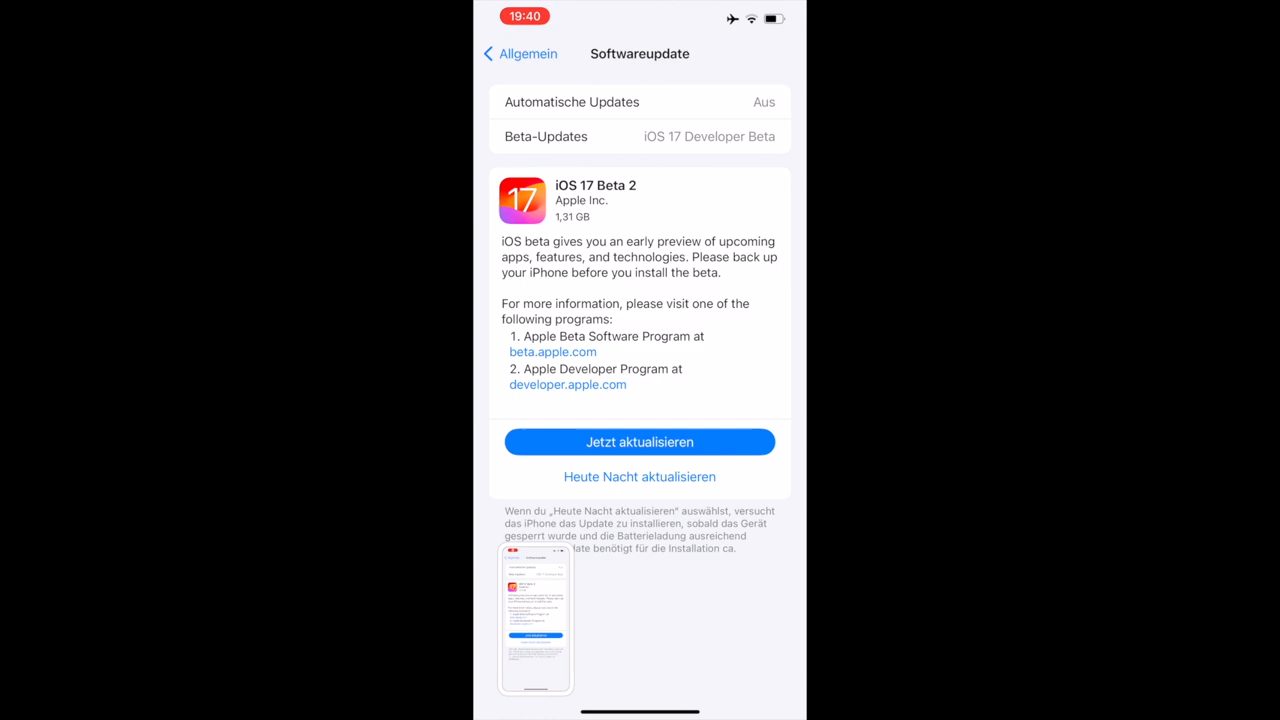 19:40
Allgemein
Softwareupdate
Automatische Updates
Aus
Beta-Updates
iOS 17 Developer Beta
17
iOS 17 Beta 2
Apple Inc.
1,31 GB
iOS beta gives you an early preview of upcoming
apps, features, and technologies. Please back up
your iPhone before you install the beta.
For more information, please visit one of the
following programs:
1. Apple Beta Software Program at
beta.apple.com
2. Apple Developer Program at
developer.apple.com
Jetzt aktualisieren
Heute Nacht aktualisieren
Wenn du „Heute Nacht aktualisieren“ auswählst, versucht
das iPhone das Update zu installieren, sobald das Gerät
gesperrt wurde und die Batterieladung ausreichend
benötigt für die Installation ca.